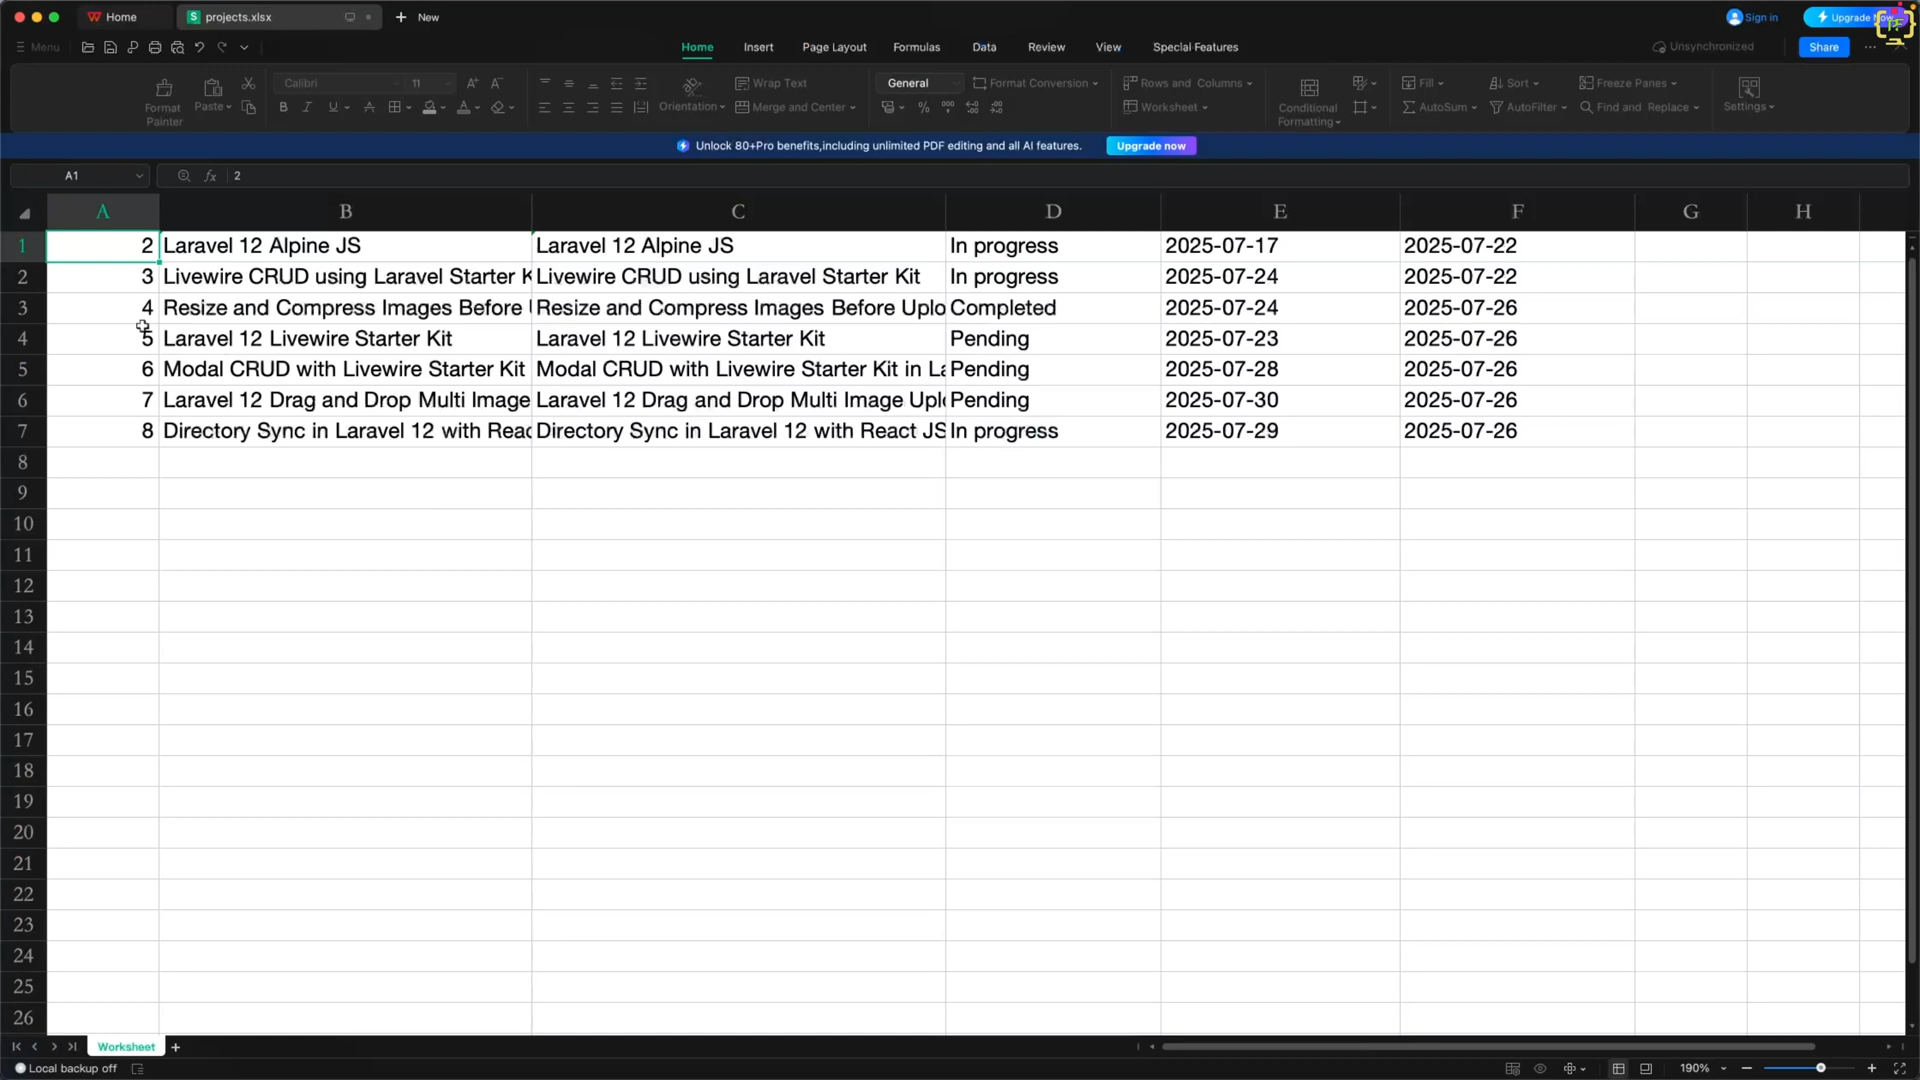 Home projects.xlsx New Sign in Upgrade Now
Menu Home Insert Page Layout Formulas Data Review View Special Features Unsynchronized Share
Format Painter Paste Calibri 11 Orientation Wrap Text Merge and Center General Format Conversion Rows and Columns Worksheet Conditional Formatting Fill AutoSum Sort AutoFilter Freeze Panes Find and Replace Settings
Unlock 80+Pro benefits,including unlimited PDF editing and all AI features. Upgrade now
A1 fx 2
A B C D E F G H
1 2 Laravel 12 Alpine JS Laravel 12 Alpine JS In progress 2025-07-17 2025-07-22
2 3 Livewire CRUD using Laravel Starter K Livewire CRUD using Laravel Starter Kit In progress 2025-07-24 2025-07-22
3 4 Resize and Compress Images Before Resize and Compress Images Before Uplo Completed 2025-07-24 2025-07-26
4 5 Laravel 12 Livewire Starter Kit Laravel 12 Livewire Starter Kit Pending 2025-07-23 2025-07-26
5 6 Modal CRUD with Livewire Starter Kit Modal CRUD with Livewire Starter Kit in La Pending 2025-07-28 2025-07-26
6 7 Laravel 12 Drag and Drop Multi Image Laravel 12 Drag and Drop Multi Image Upl Pending 2025-07-30 2025-07-26
7 8 Directory Sync in Laravel 12 with Reac Directory Sync in Laravel 12 with React JS In progress 2025-07-29 2025-07-26
8
9
10
11
12
13
14
15
16
17
18
19
20
21
22
23
24
25
26
Worksheet
Local backup off 190%